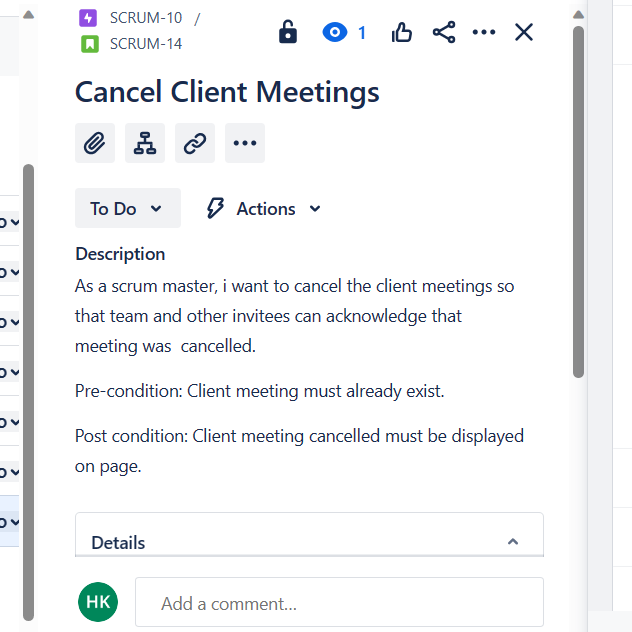 SCRUM-10 /
SCRUM-14
1
Cancel Client Meetings
To Do
Actions
Description
As a scrum master, i want to cancel the client meetings so
that team and other invitees can acknowledge that
meeting was  cancelled.
Pre-condition: Client meeting must already exist.
Post condition: Client meeting cancelled must be displayed
on page.
Details
HK
Add a comment...